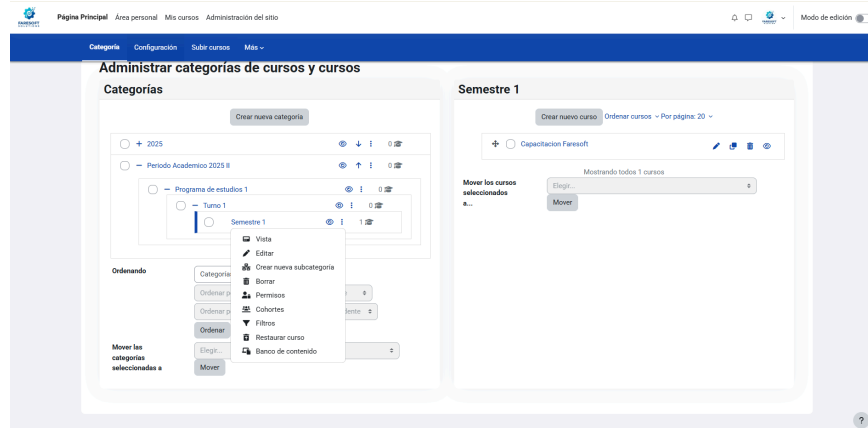 FARESOFT
Página Principal Área personal Mis cursos Administración del sitio
Modo de edición
Categoría Configuración Subir cursos Más
Administrar categorías de cursos y cursos
Categorías
Crear nueva categoría
2025 0
Periodo Academico 2025 II 0
Programa de estudios 1 0
Turno 1 0
Semestre 1 1
Vista
Editar
Crear nueva subcategoría
Borrar
Permisos
Cohortes
Filtros
Restaurar curso
Banco de contenido
Ordenando
Ordenar
Mover las
categorías
seleccionadas a
Elegir...
Mover
Semestre 1
Crear nuevo curso Ordenar cursos Por página: 20
Capacitacion Faresoft
Mostrando todos 1 cursos
Mover los cursos
seleccionados
a...
Elegir...
Mover
?